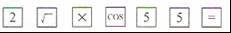 2 √ × cos 5 5 =